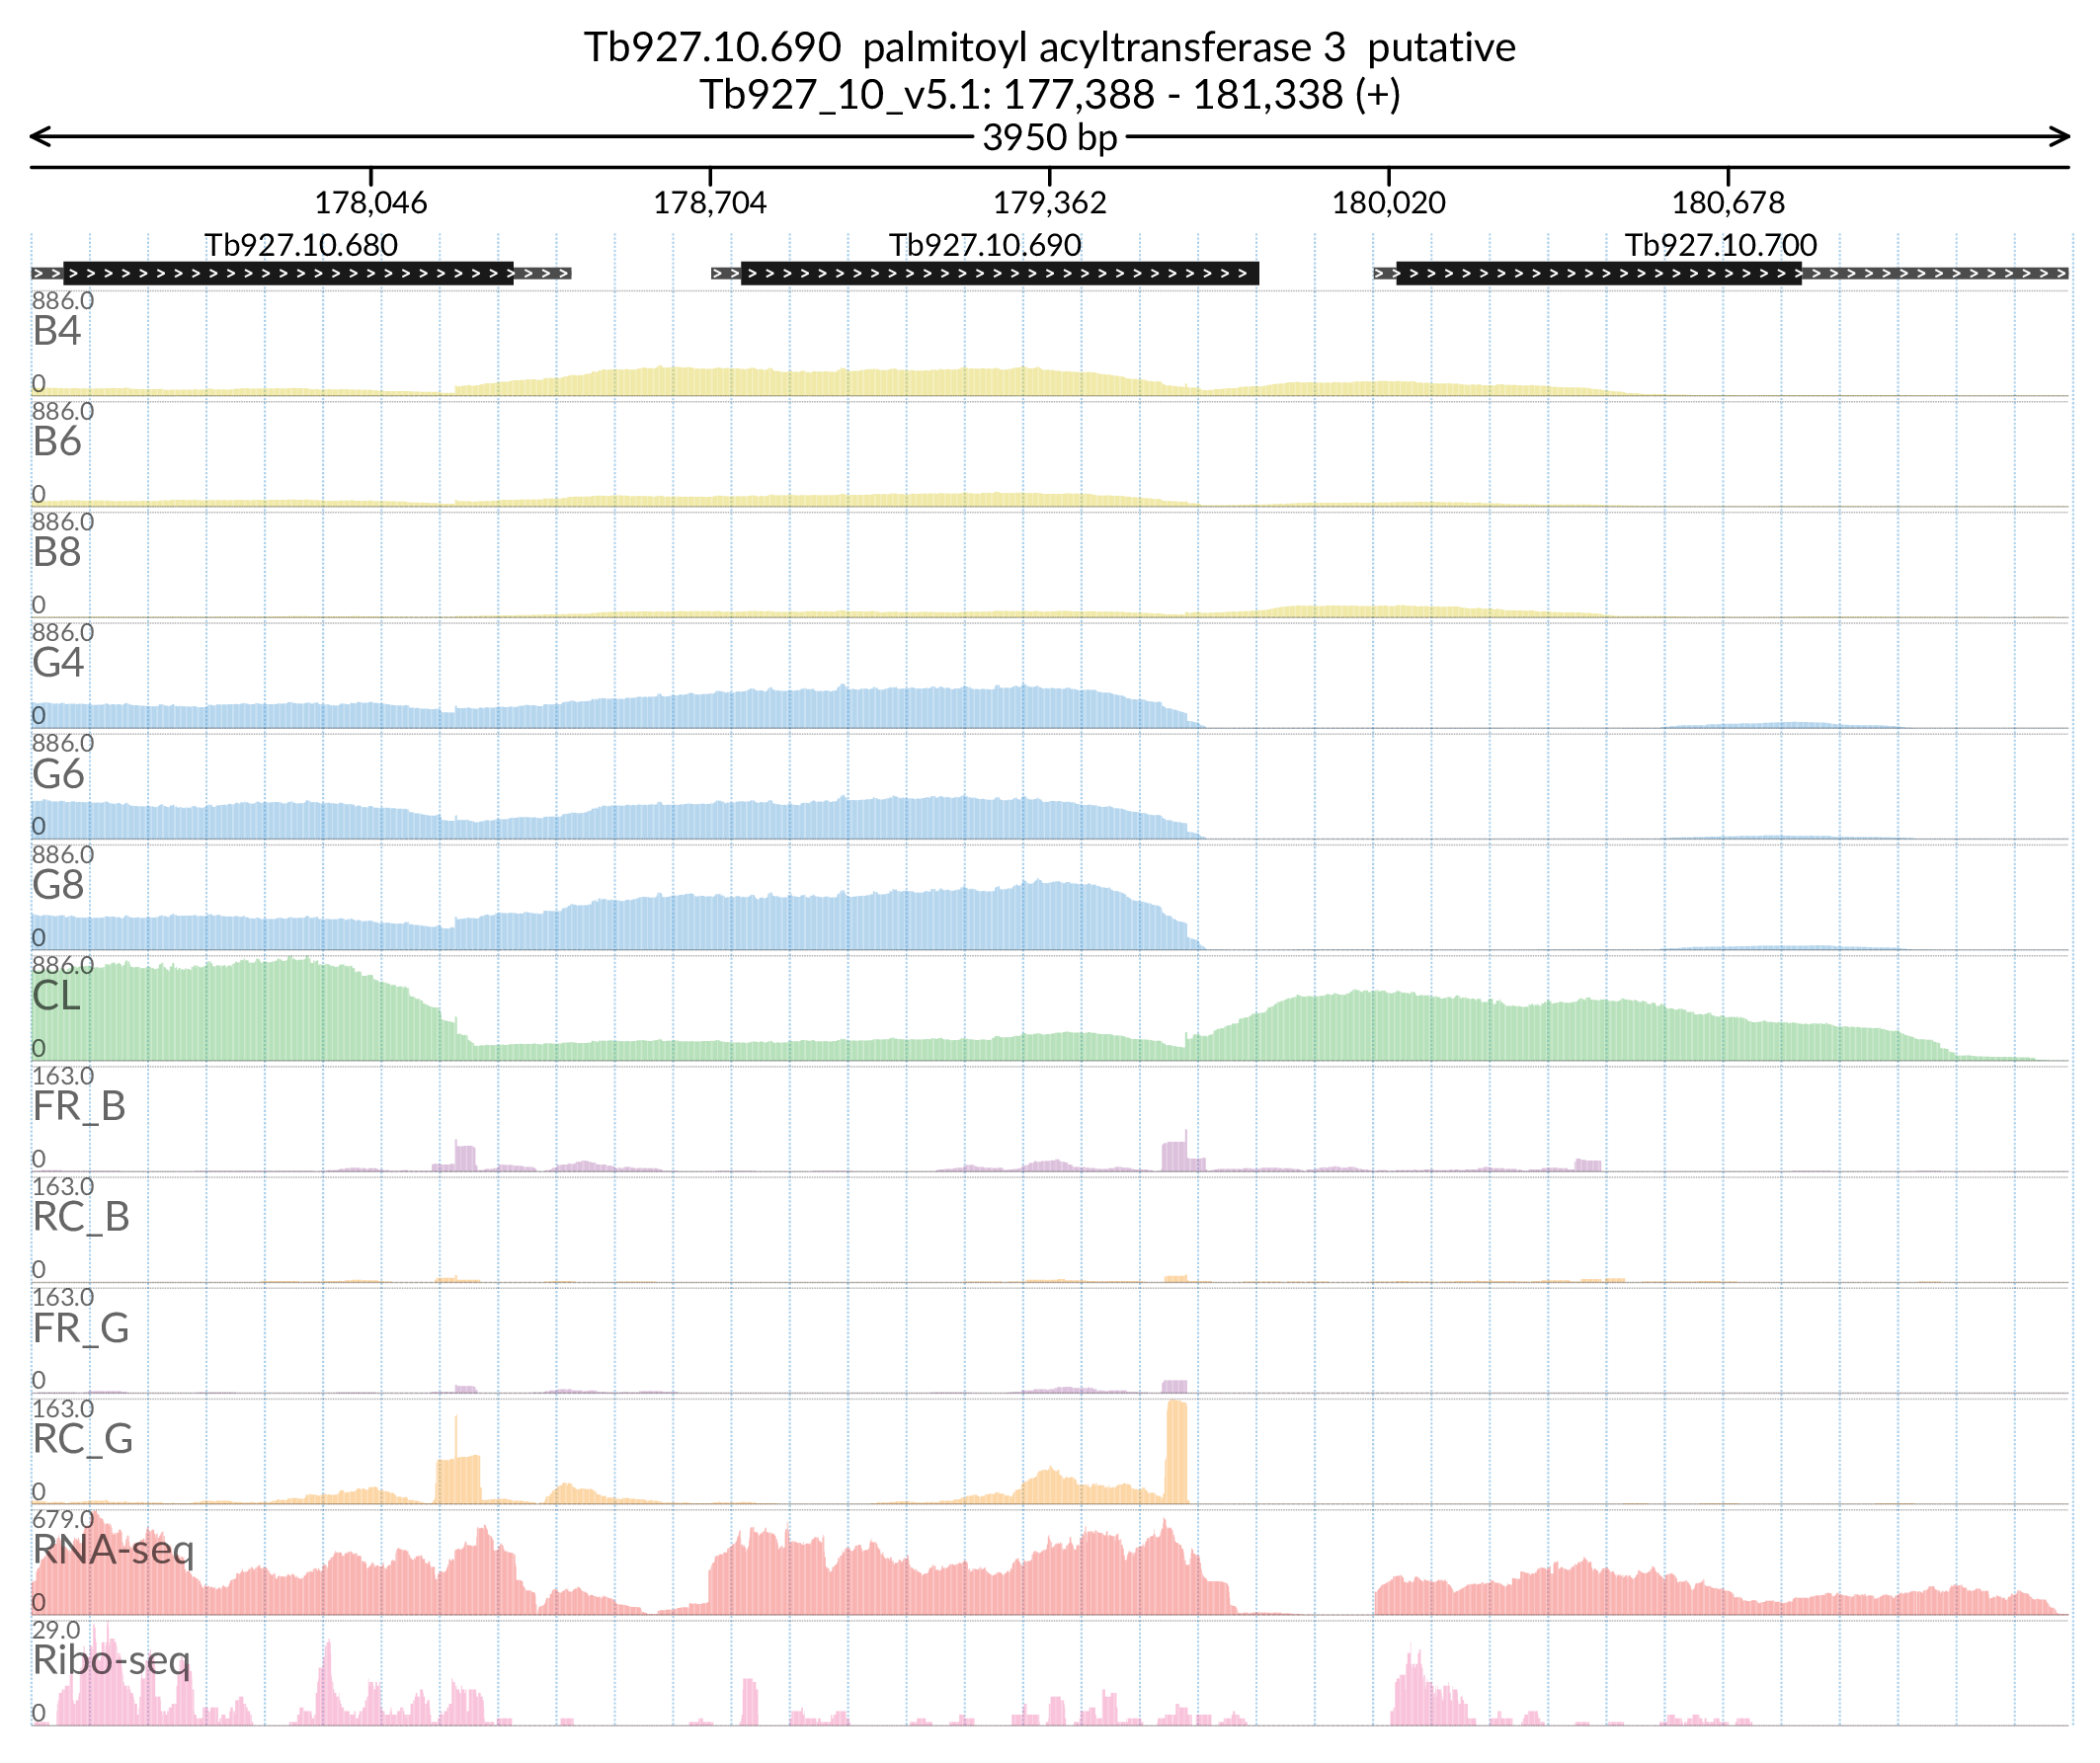 Tb927.10.690  palmitoyl acyltransferase 3  putative
Tb927_10_v5.1: 177,388 - 181,338 (+)
3950 bp
178,046 178,704 179,362 180,020 180,678
Tb927.10.680 Tb927.10.690 Tb927.10.700
886.0
B4
0
886.0
B6
0
886.0
B8
0
886.0
G4
0
886.0
G6
0
886.0
G8
0
886.0
CL
0
163.0
FR_B
0
163.0
RC_B
0
163.0
FR_G
0
163.0
RC_G
0
679.0
RNA-seq
0
29.0
Ribo-seq
0